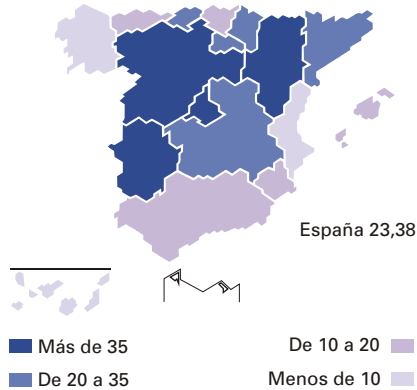 España 23,38
Más de 35
De 10 a 20
De 20 a 35
Menos de 10